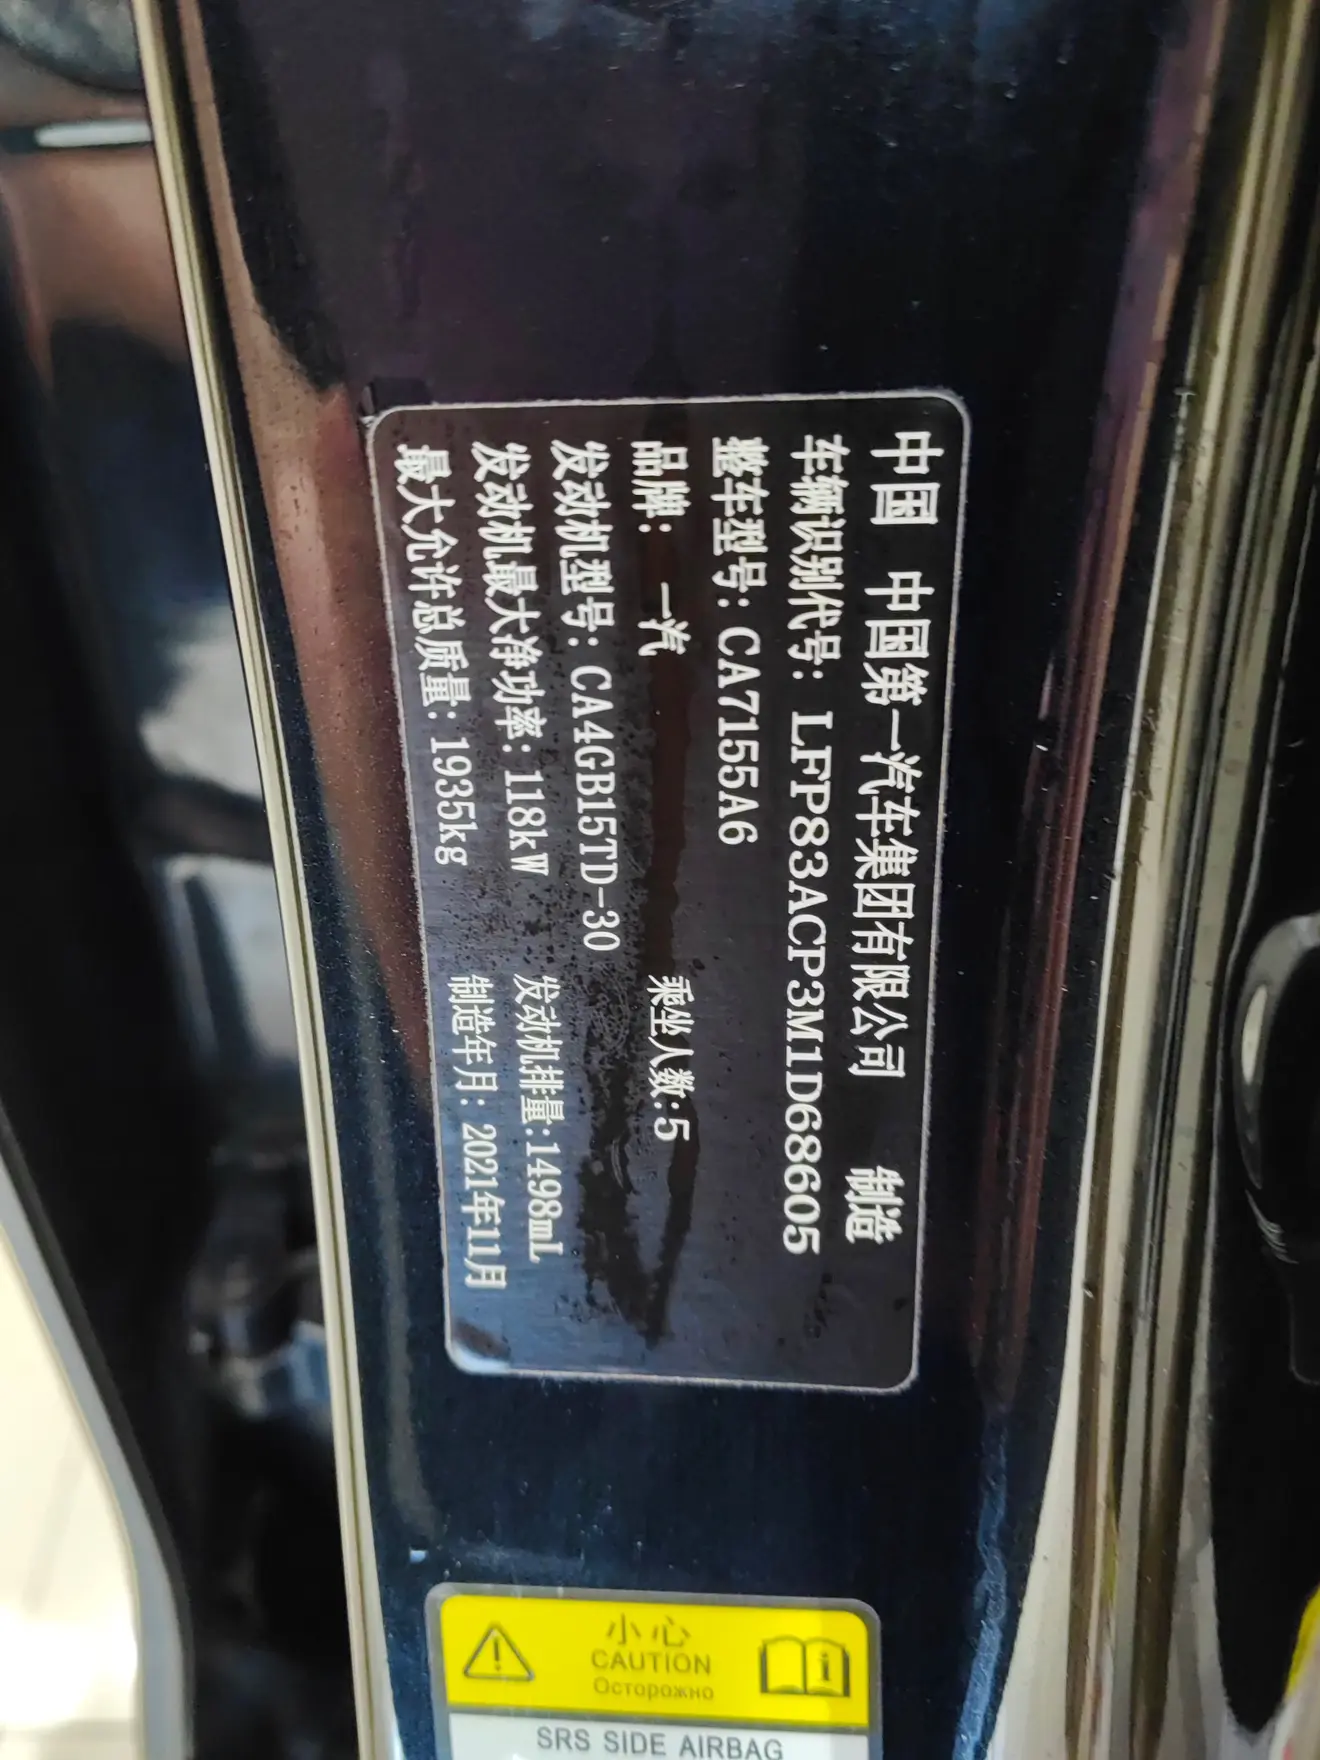 中国 中国第一汽车集团有限公司 制造
车辆识别代号: LFP83ACP3M1D68605
整车型号: CA7155A6
品牌: 一汽 乘坐人数:5
发动机型号: CA4GB15TD-30
发动机最大净功率: 118kW 发动机排量:1498mL
最大允许总质量: 1935kg 制造年月: 2021年11月
小心
CAUTION
Осторожно
SRS SIDE AIRBAG